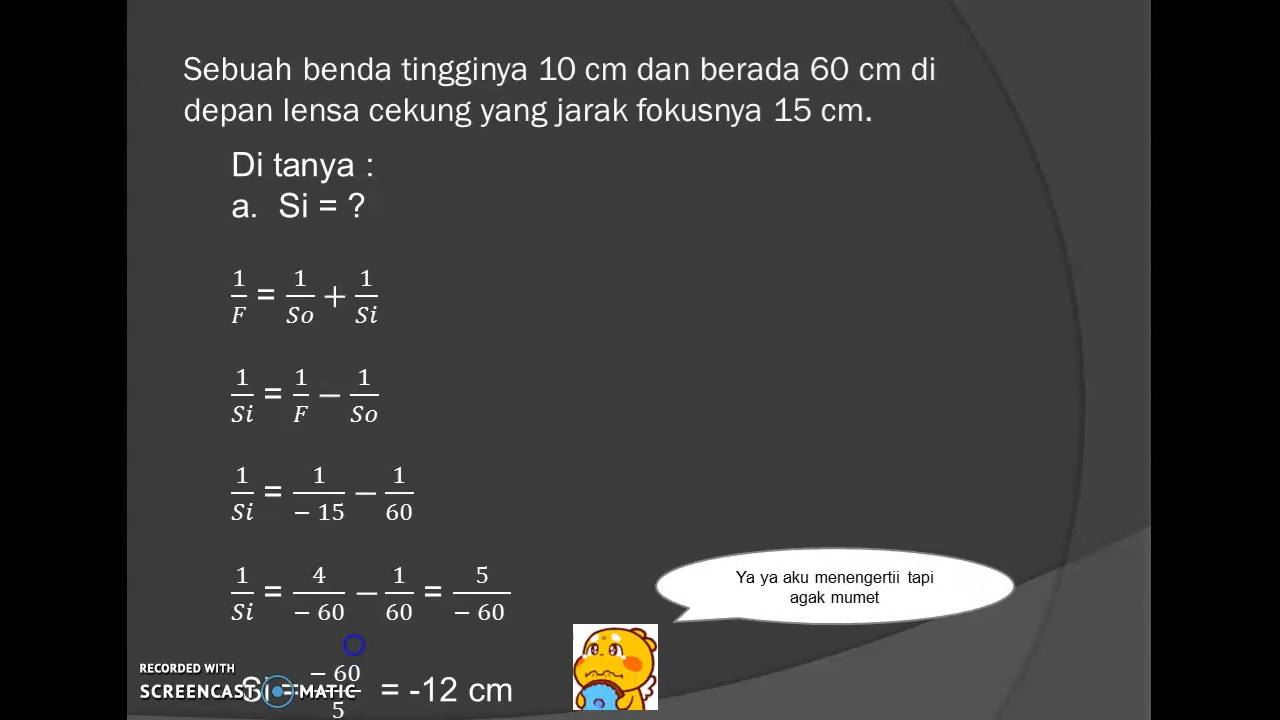 Sebuah benda tingginya 10 cm dan berada 60 cm di
depan lensa cekung yang jarak fokusnya 15 cm.
Di tanya :
a. Si = ?
1/F = 1/So + 1/Si
1/Si = 1/F − 1/So
1/Si = 1/− 15 − 1/60
1/Si = 4/− 60 − 1/60 = 5/− 60
Ya ya aku menengertii tapi
agak mumet
Si = − 60/5 = -12 cm
RECORDED WITH
SCREENCAST MATIC